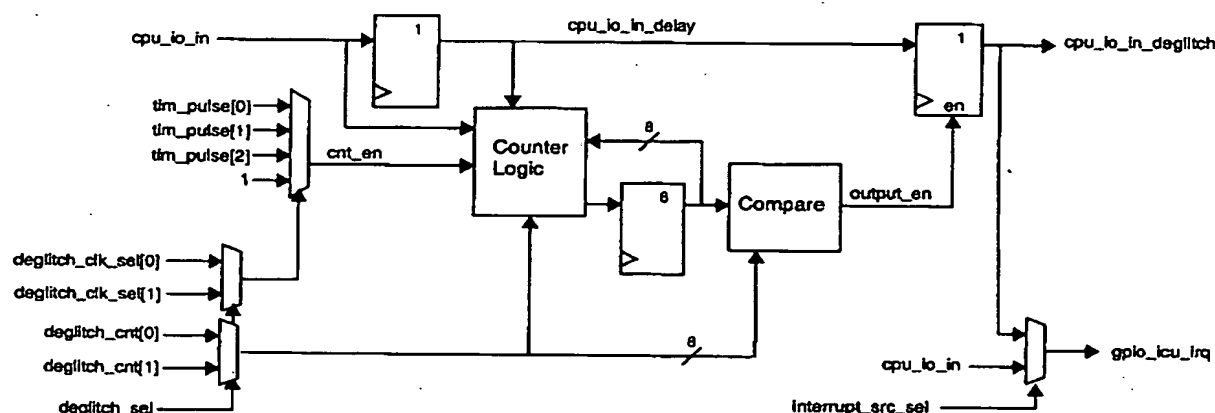 cpu_io_in
1
cpu_io_in_delay
1
cpu_io_in_deglitch
en
tim_pulse[0]
tim_pulse[1]
tim_pulse[2]
1
cnt_en
Counter
Logic
8
8
Compare
output_en
deglitch_clk_sel[0]
deglitch_clk_sel[1]
deglitch_cnt[0]
deglitch_cnt[1]
8
deglitch_sel
cpu_io_in
gpio_icu_irq
interrupt_src_sel